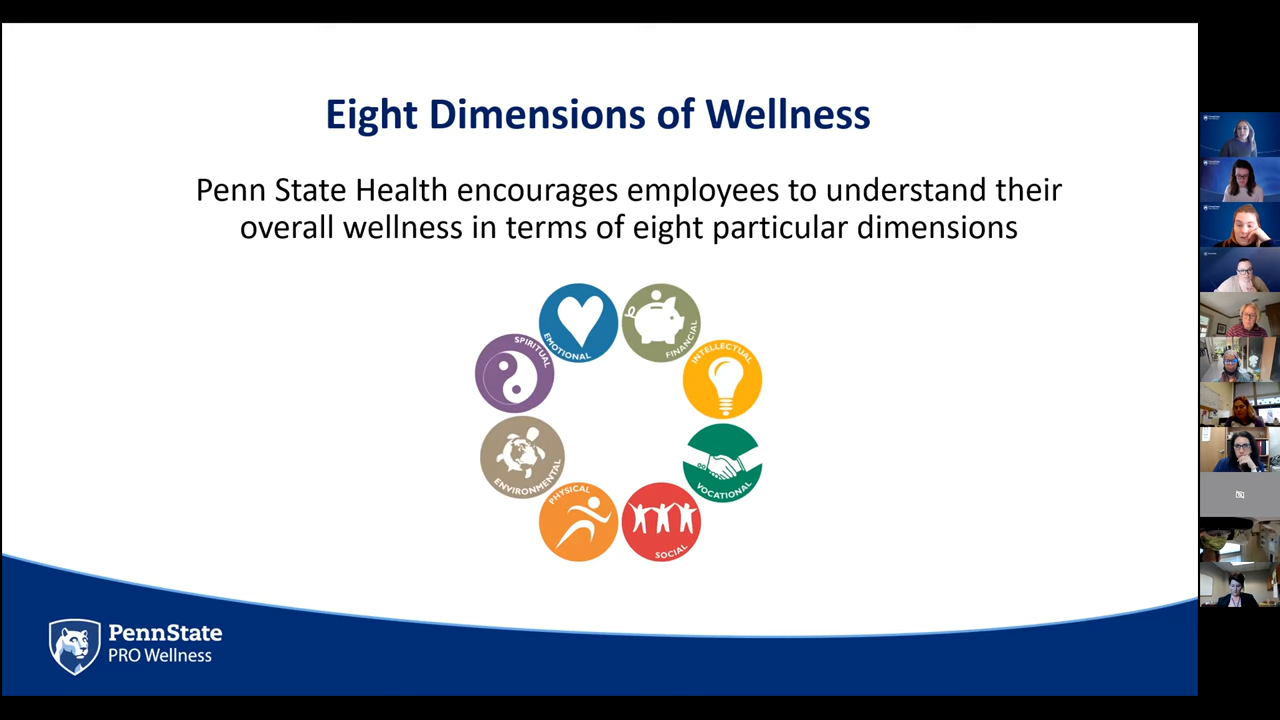 Eight Dimensions of Wellness
Penn State Health encourages employees to understand their
overall wellness in terms of eight particular dimensions
EMOTIONAL
FINANCIAL
SPIRITUAL
INTELLECTUAL
ENVIRONMENTAL
VOCATIONAL
PHYSICAL
SOCIAL
PennState
PRO Wellness